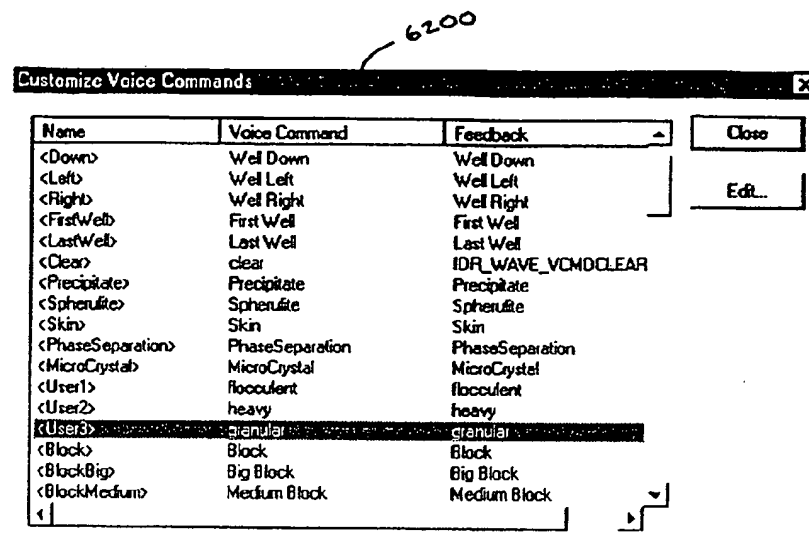 6200
Customize Voice Commands
Name Voice Command Feedback Close
<Down> Well Down Well Down
<Left> Well Left Well Left Edit...
<Right> Well Right Well Right
<FirstWell> First Well First Well
<LastWell> Last Well Last Well
<Clear> clear IDR_WAVE_VCMDCLEAR
<Precipitate> Precipitate Precipitate
<Spherulite> Spherulite Spherulite
<Skin> Skin Skin
<PhaseSeparation> PhaseSeparation PhaseSeparation
<MicroCrystal> MicroCrystal MicroCrystal
<User1> flocculent flocculent
<User2> heavy heavy
<User3> granular granular
<Block> Block Block
<BlockBig> Big Block Big Block
<BlockMedium> Medium Block Medium Block